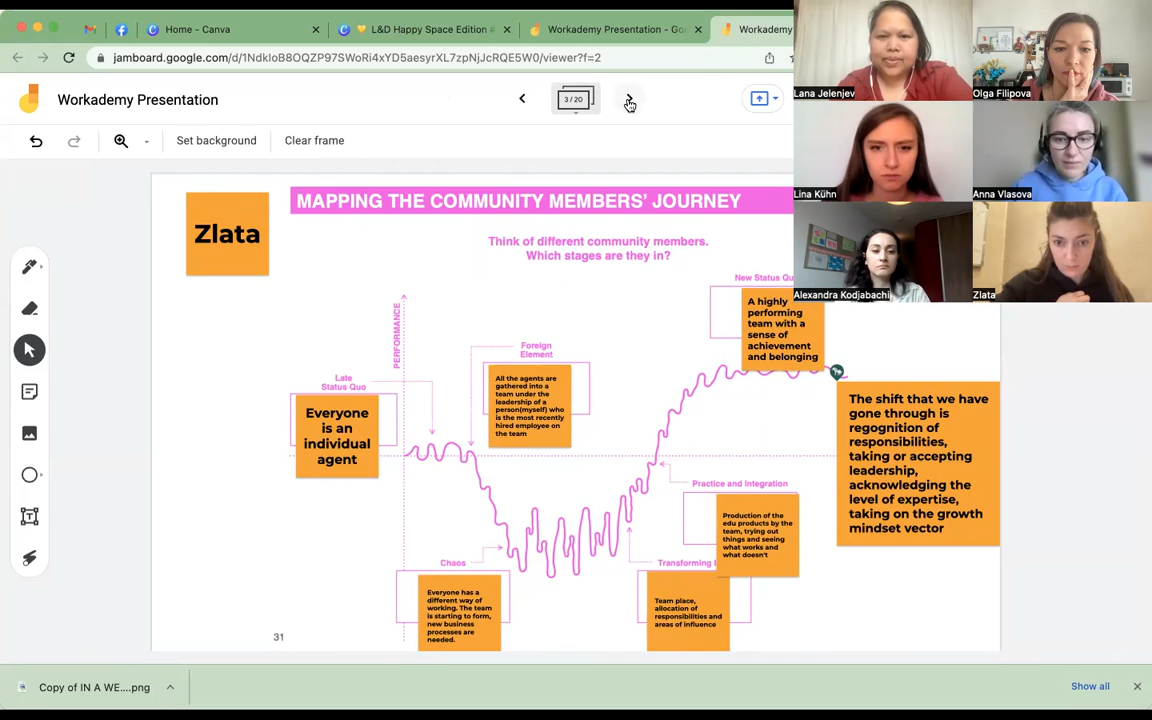 Home - Canva
L&D Happy Space Edition
Workademy Presentation - Go
Workademy
jamboard.google.com/d/1NdkIoB8OQZP97SWoRi4xYD5aesyrXL7zpNjJcRQE5W0/viewer?f=2
Workademy Presentation
3 / 20
Set background
Clear frame
Lana Jelenjev
Olga Filipova
Lina Kühn
Anna Vlasova
Alexandra Kodjabachi
Zlata
Zlata
MAPPING THE COMMUNITY MEMBERS' JOURNEY
Think of different community members.
Which stages are they in?
PERFORMANCE
Late
Status Quo
Everyone
is an
individual
agent
Foreign
Element
All the agents are
gathered into a
team under the
leadership of a
person(myself) who
is the most recently
hired employee on
the team
New Status Qu
A highly
performing
team with a
sense of
achievement
and belonging
The shift that we have
gone through is
regognition of
responsibilities,
taking or accepting
leadership,
acknowledging the
level of expertise,
taking on the growth
mindset vector
Practice and Integration
Production of the
edu products by the
team, trying out
things and seeing
what works and
what doesn't
Chaos
Everyone has a
different way of
working. The team
is starting to form,
new business
processes are
needed.
Transforming
Team place,
allocation of
responsibilities and
areas of influence
31
Copy of IN A WE....png
Show all